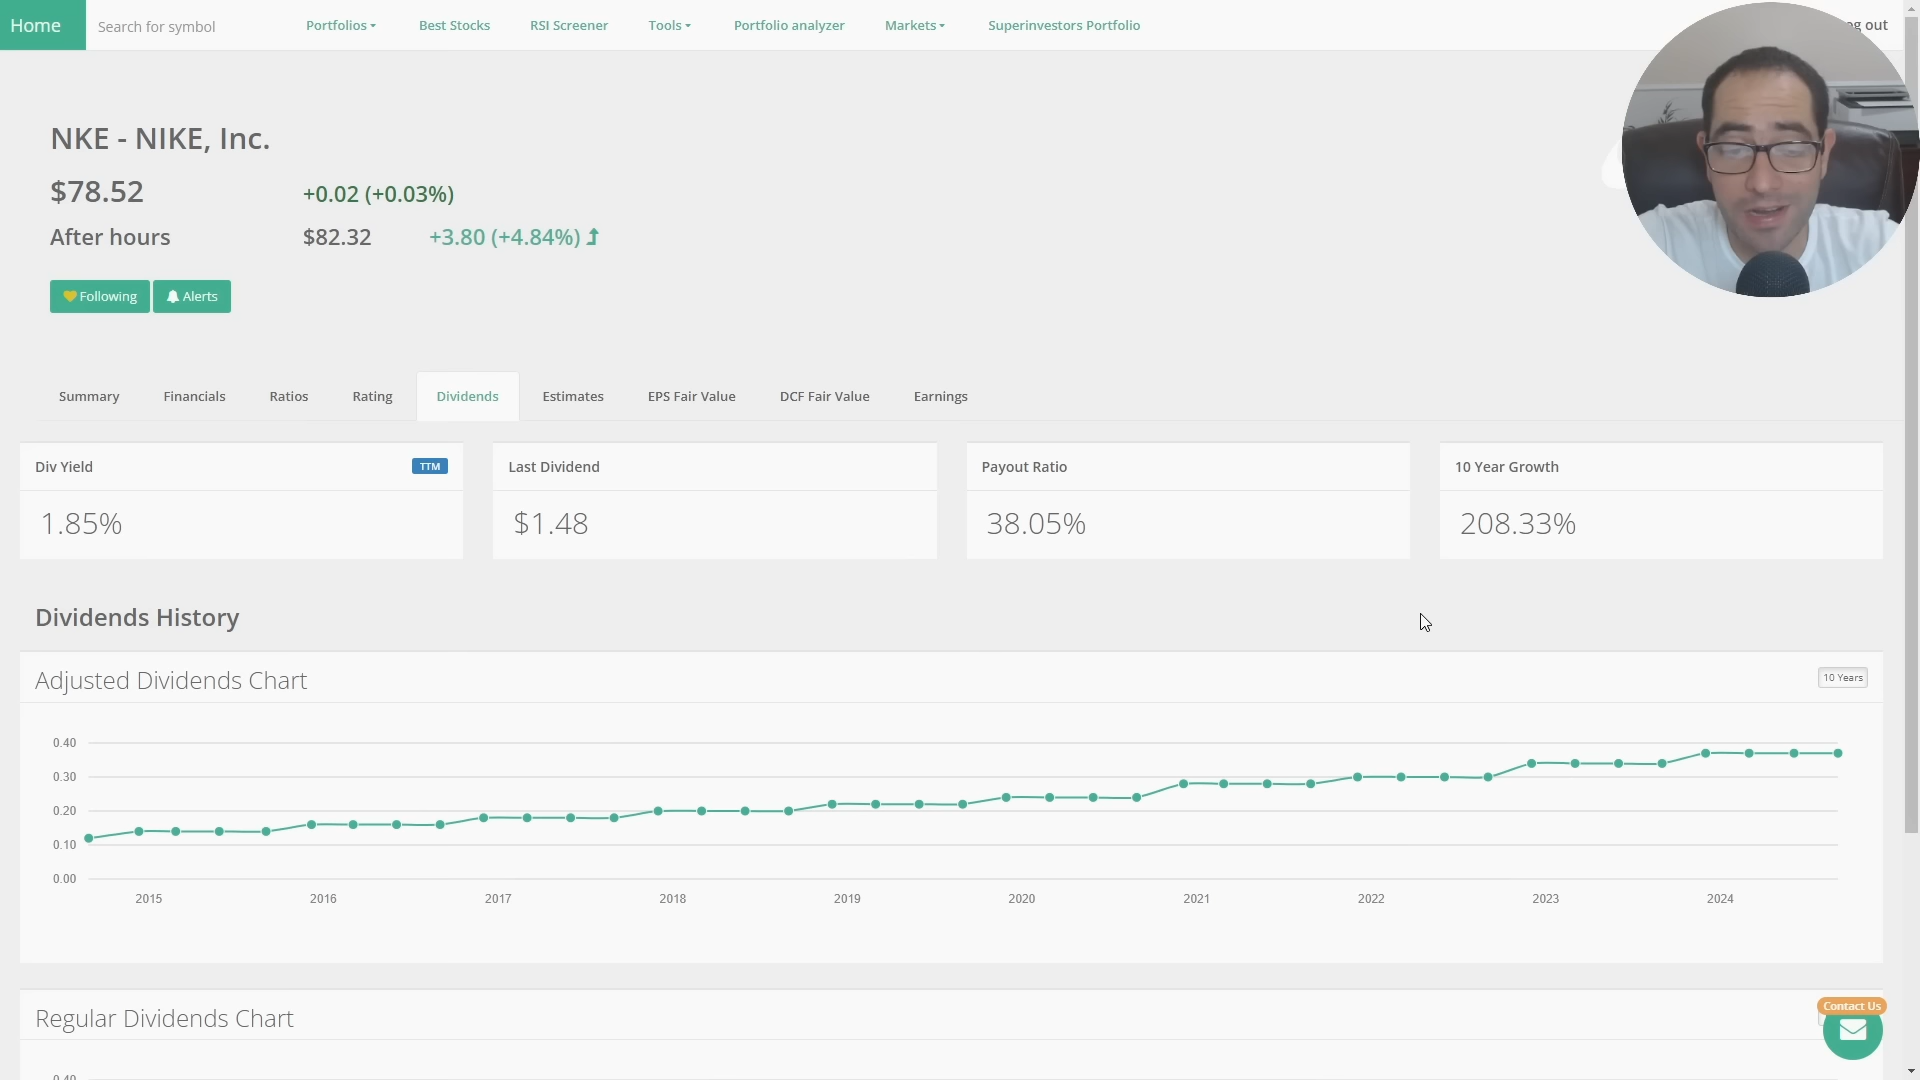 Home
Search for symbol
Portfolios
Best Stocks
RSI Screener
Tools
Portfolio analyzer
Markets
Superinvestors Portfolio
og out
NKE - NIKE, Inc.
$78.52
+0.02 (+0.03%)
After hours
$82.32
+3.80 (+4.84%)
Following
Alerts
Summary
Financials
Ratios
Rating
Dividends
Estimates
EPS Fair Value
DCF Fair Value
Earnings
Div Yield
TTM
1.85%
Last Dividend
$1.48
Payout Ratio
38.05%
10 Year Growth
208.33%
Dividends History
Adjusted Dividends Chart
10 Years
0.40
0.30
0.20
0.10
0.00
2015
2016
2017
2018
2019
2020
2021
2022
2023
2024
Regular Dividends Chart
Contact Us
0.40